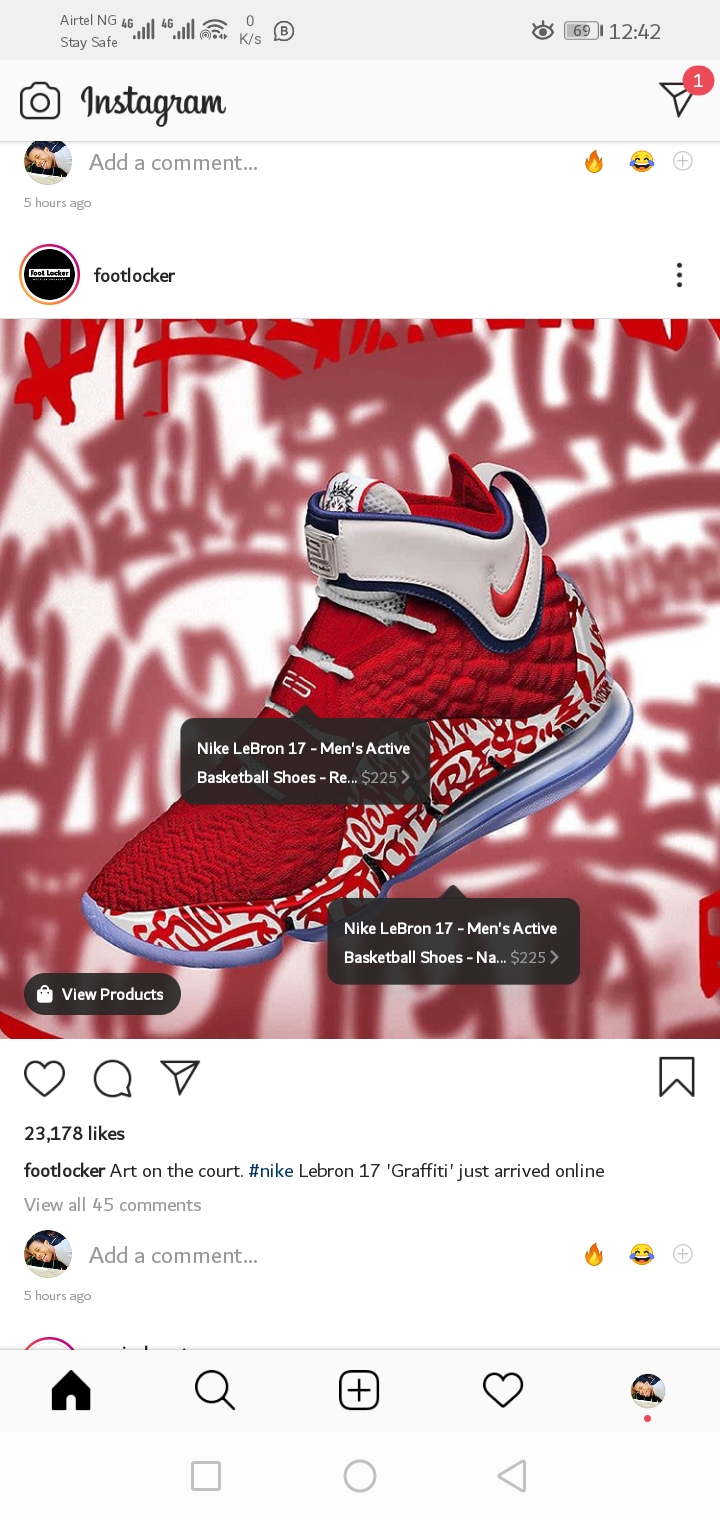 Airtel NG 4G 4G 0 69 12:42
Stay Safe K/s
Instagram 1
Add a comment...
5 hours ago
Foot Locker
footlocker
Nike LeBron 17 - Men's Active
Basketball Shoes - Re... $225
Nike LeBron 17 - Men's Active
Basketball Shoes - Na... $225
View Products
23,178 likes
footlocker Art on the court. #nike Lebron 17 'Graffiti' just arrived online
View all 45 comments
Add a comment...
5 hours ago